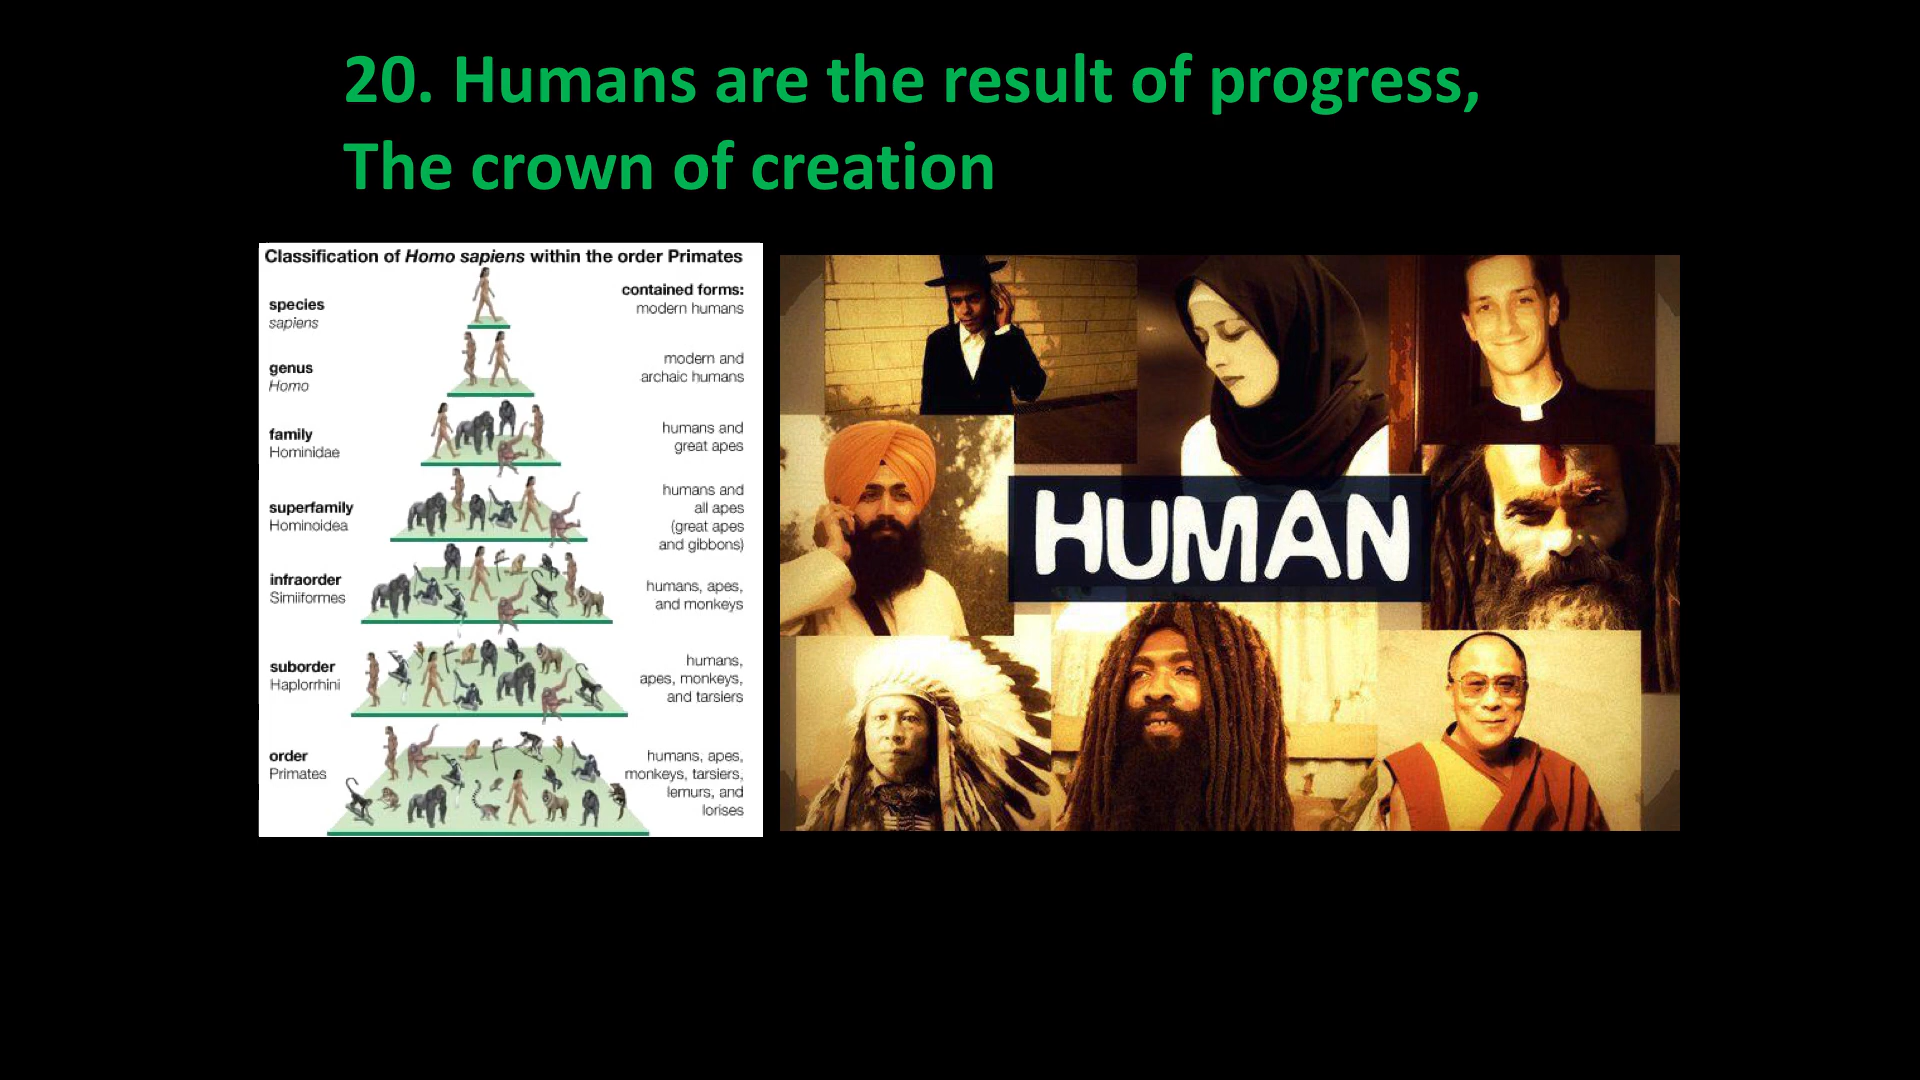 20. Humans are the result of progress,
The crown of creation
Classification of Homo sapiens within the order Primates
species
sapiens
contained forms:
modern humans
genus
Homo
modern and
archaic humans
family
Hominidae
humans and
great apes
superfamily
Hominoidea
humans and
all apes
(great apes
and gibbons)
infraorder
Simiiformes
humans, apes,
and monkeys
suborder
Haplorrhini
humans,
apes, monkeys,
and tarsiers
order
Primates
humans, apes,
monkeys, tarsiers,
lemurs, and
lorises
HUMAN